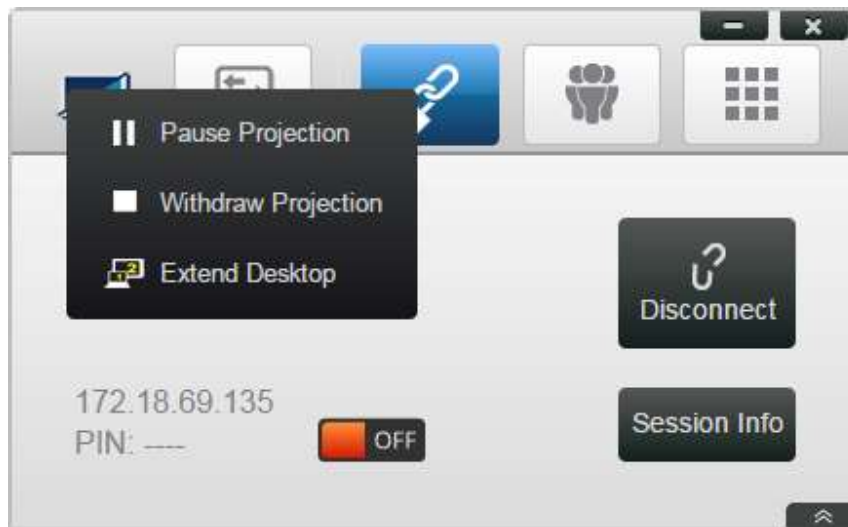 Pause Projection
Withdraw Projection
Extend Desktop
Disconnect
172.18.69.135
PIN: ----
OFF
Session Info